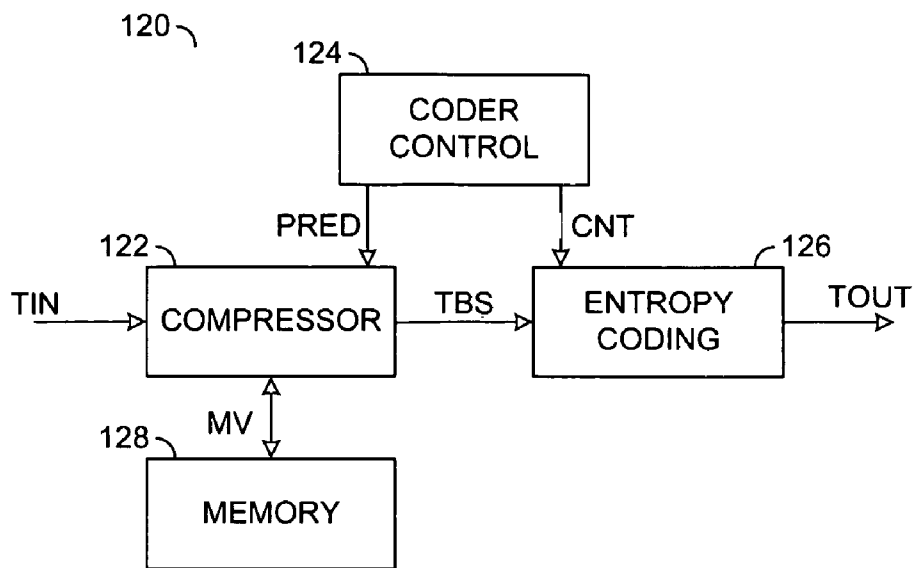 120
124
CODER
CONTROL
PRED
CNT
122
126
TIN
COMPRESSOR
TBS
ENTROPY
CODING
TOUT
MV
128
MEMORY